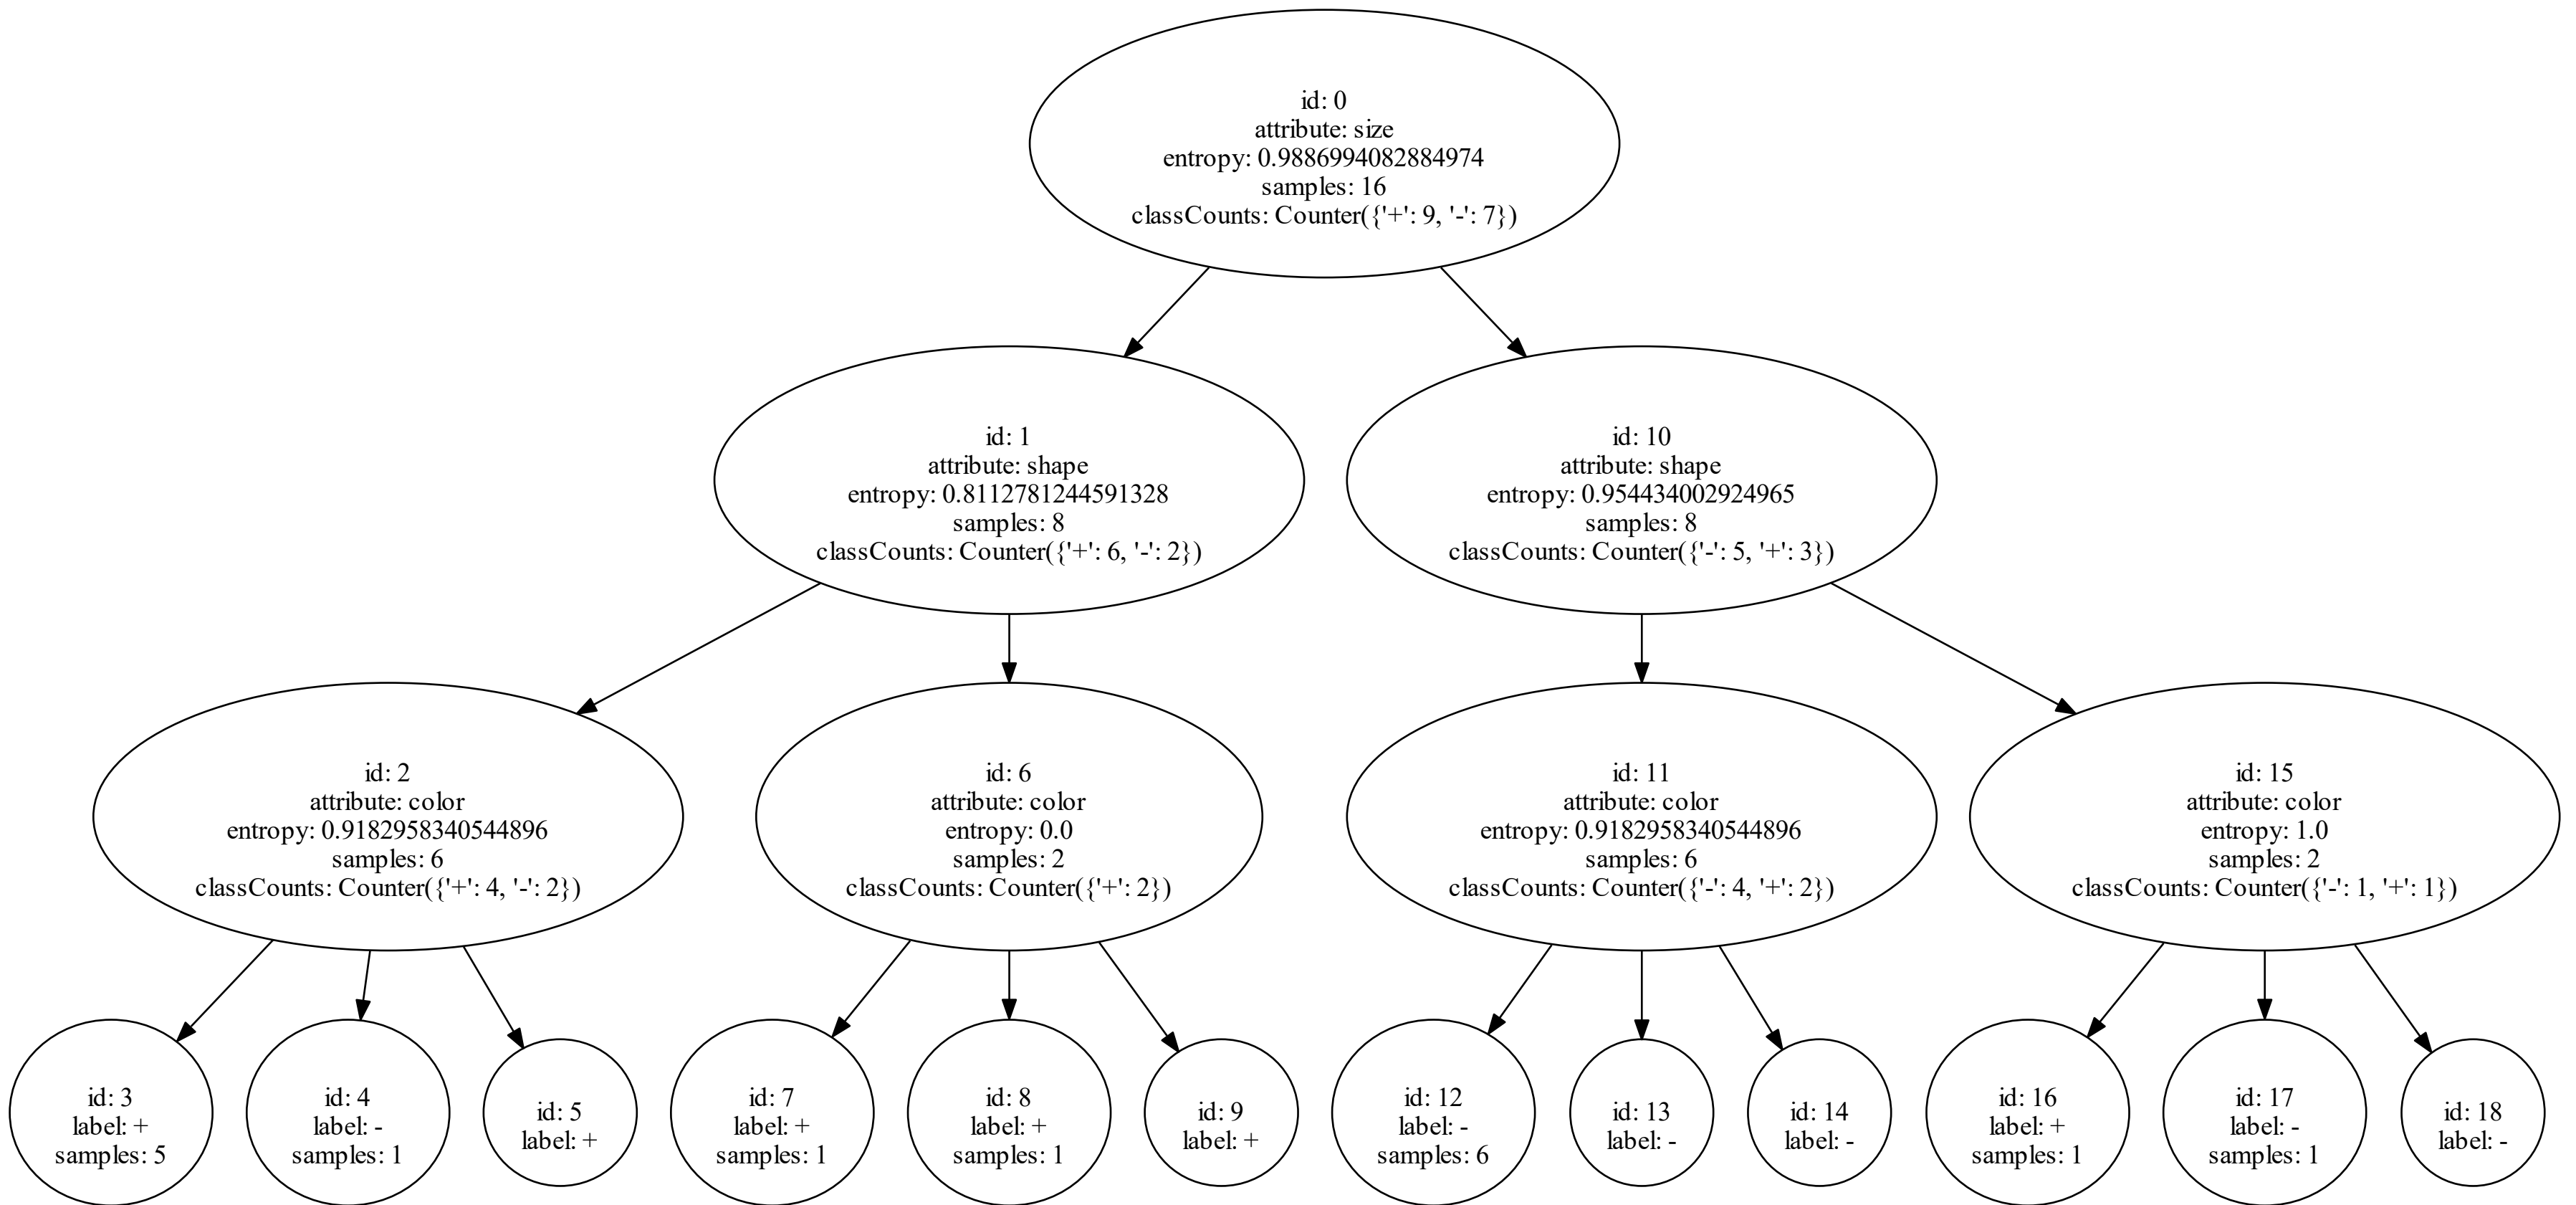 id: 0
attribute: size
entropy: 0.9886994082884974
samples: 16
classCounts: Counter({'+': 9, '-': 7})
id: 1
attribute: shape
entropy: 0.8112781244591328
samples: 8
classCounts: Counter({'+': 6, '-': 2})
id: 10
attribute: shape
entropy: 0.954434002924965
samples: 8
classCounts: Counter({'-': 5, '+': 3})
id: 2
attribute: color
entropy: 0.9182958340544896
samples: 6
classCounts: Counter({'+': 4, '-': 2})
id: 6
attribute: color
entropy: 0.0
samples: 2
classCounts: Counter({'+': 2})
id: 11
attribute: color
entropy: 0.9182958340544896
samples: 6
classCounts: Counter({'-': 4, '+': 2})
id: 15
attribute: color
entropy: 1.0
samples: 2
classCounts: Counter({'-': 1, '+': 1})
id: 3
label: +
samples: 5
id: 4
label: -
samples: 1
id: 5
label: +
id: 7
label: +
samples: 1
id: 8
label: +
samples: 1
id: 9
label: +
id: 12
label: -
samples: 6
id: 13
label: -
id: 14
label: -
id: 16
label: +
samples: 1
id: 17
label: -
samples: 1
id: 18
label: -